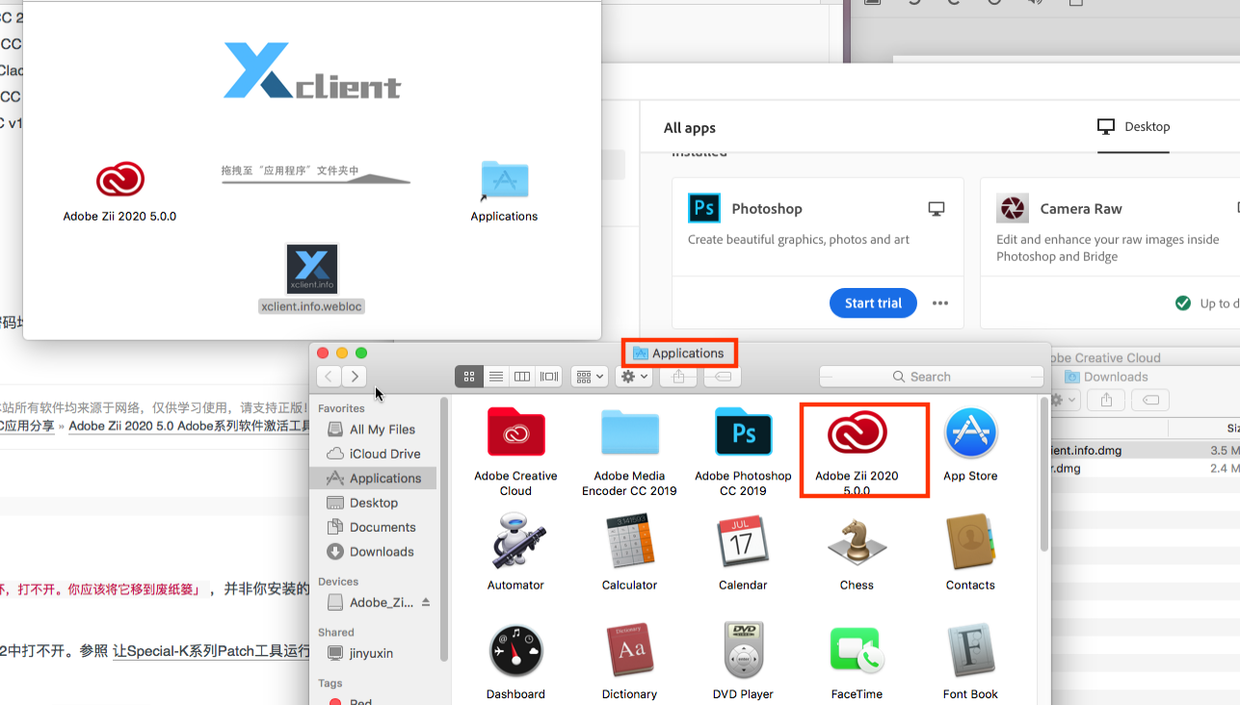 CC 2
CC
Clac
CC
C v1
Xclient
拖拽至“应用程序”文件夹中
Adobe Zii 2020 5.0.0
Applications
xclient.info
xclient.info.webloc
All apps
Desktop
Installed
Ps
Photoshop
Create beautiful graphics, photos and art
Start trial
Camera Raw
Edit and enhance your raw images inside
Photoshop and Bridge
Up to d
本站所有软件均来源于网络，仅供学习使用，请支持正版!
C应用分享 » Adobe Zii 2020 5.0 Adobe系列软件激活工具
坏，打不开。你应该将它移到废纸篓」，并非你安装的
2中打不开。参照 让Special-K系列Patch工具运行
Applications
Search
Favorites
All My Files
iCloud Drive
Applications
Desktop
Documents
Downloads
Devices
Adobe_Zi...
Shared
jinyuxin
Tags
Red
Adobe Creative
Cloud
Adobe Media
Encoder CC 2019
Ps
Adobe Photoshop
CC 2019
Adobe Zii 2020
5.0.0
App Store
Automator
Calculator
JUL
17
Calendar
Chess
Contacts
Dashboard
Dictionary
Aa
Dictionary
DVD
DVD Player
FaceTime
F
Font Book
obe Creative Cloud
Downloads
Siz
ient.info.dmg
3.5 M
r.dmg
2.4 M